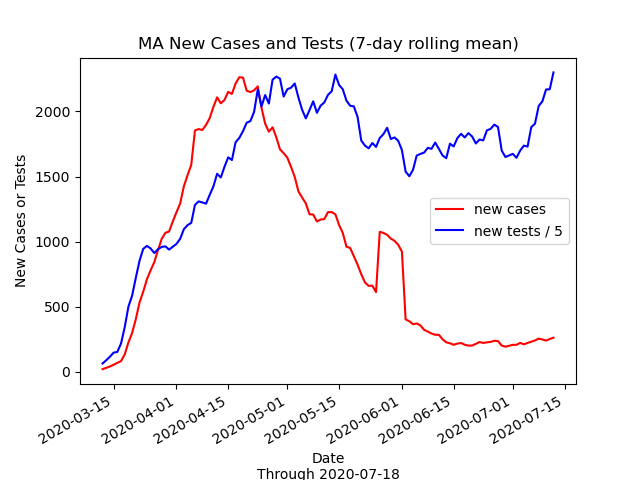 MA New Cases and Tests (7-day rolling mean)
New Cases or Tests
2000
1500
1000
500
0
new cases
new tests / 5
2020-03-15
2020-04-01
2020-04-15
2020-05-01
2020-05-15
2020-06-01
2020-06-15
2020-07-01
2020-07-15
Date
Through 2020-07-18